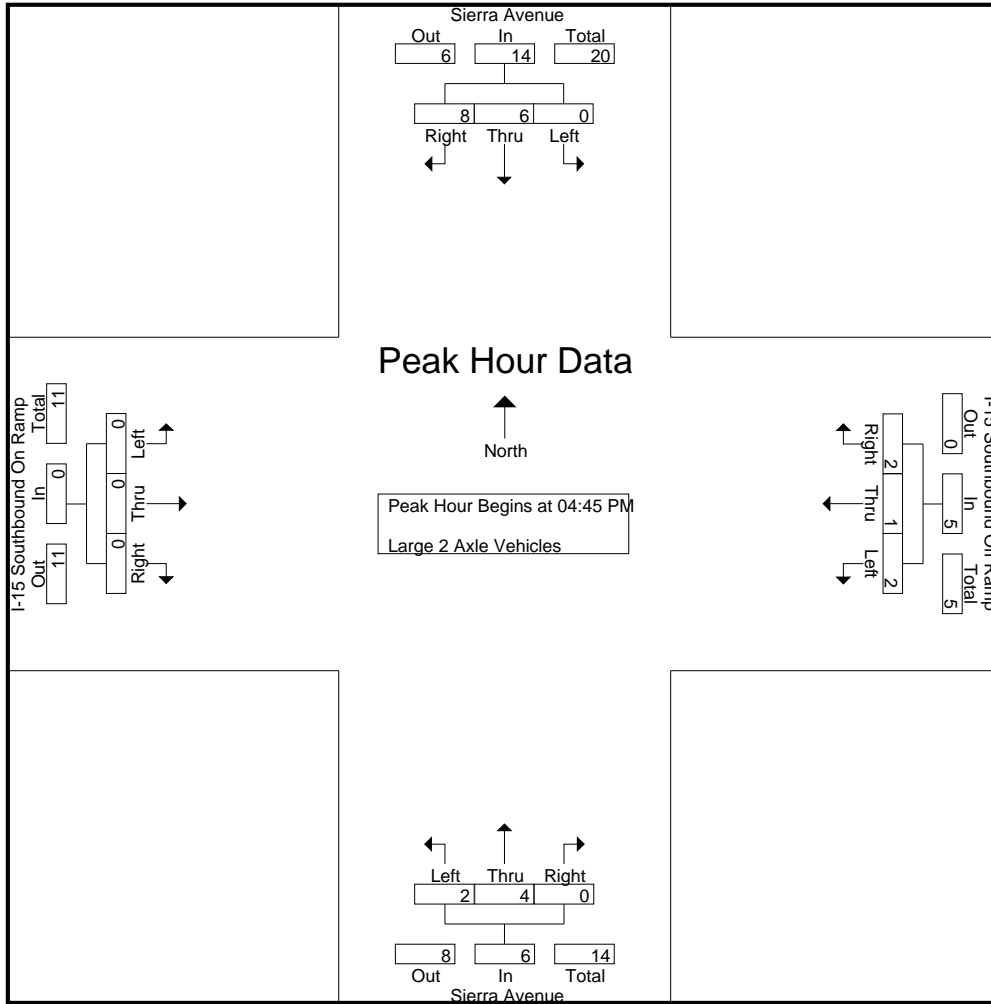 Sierra Avenue
Out In Total
6 14 20
8 6 0
Right Thru Left
Peak Hour Data
North
Peak Hour Begins at 04:45 PM
Large 2 Axle Vehicles
I-15 Southbound On Ramp
Out In Total
11 0 11
Right Thru Left
0 0 0
Out In Total
0 5 5
Right Thru Left
2 1 2
Left Thru Right
2 4 0
8 6 14
Out In Total
Sierra Avenue